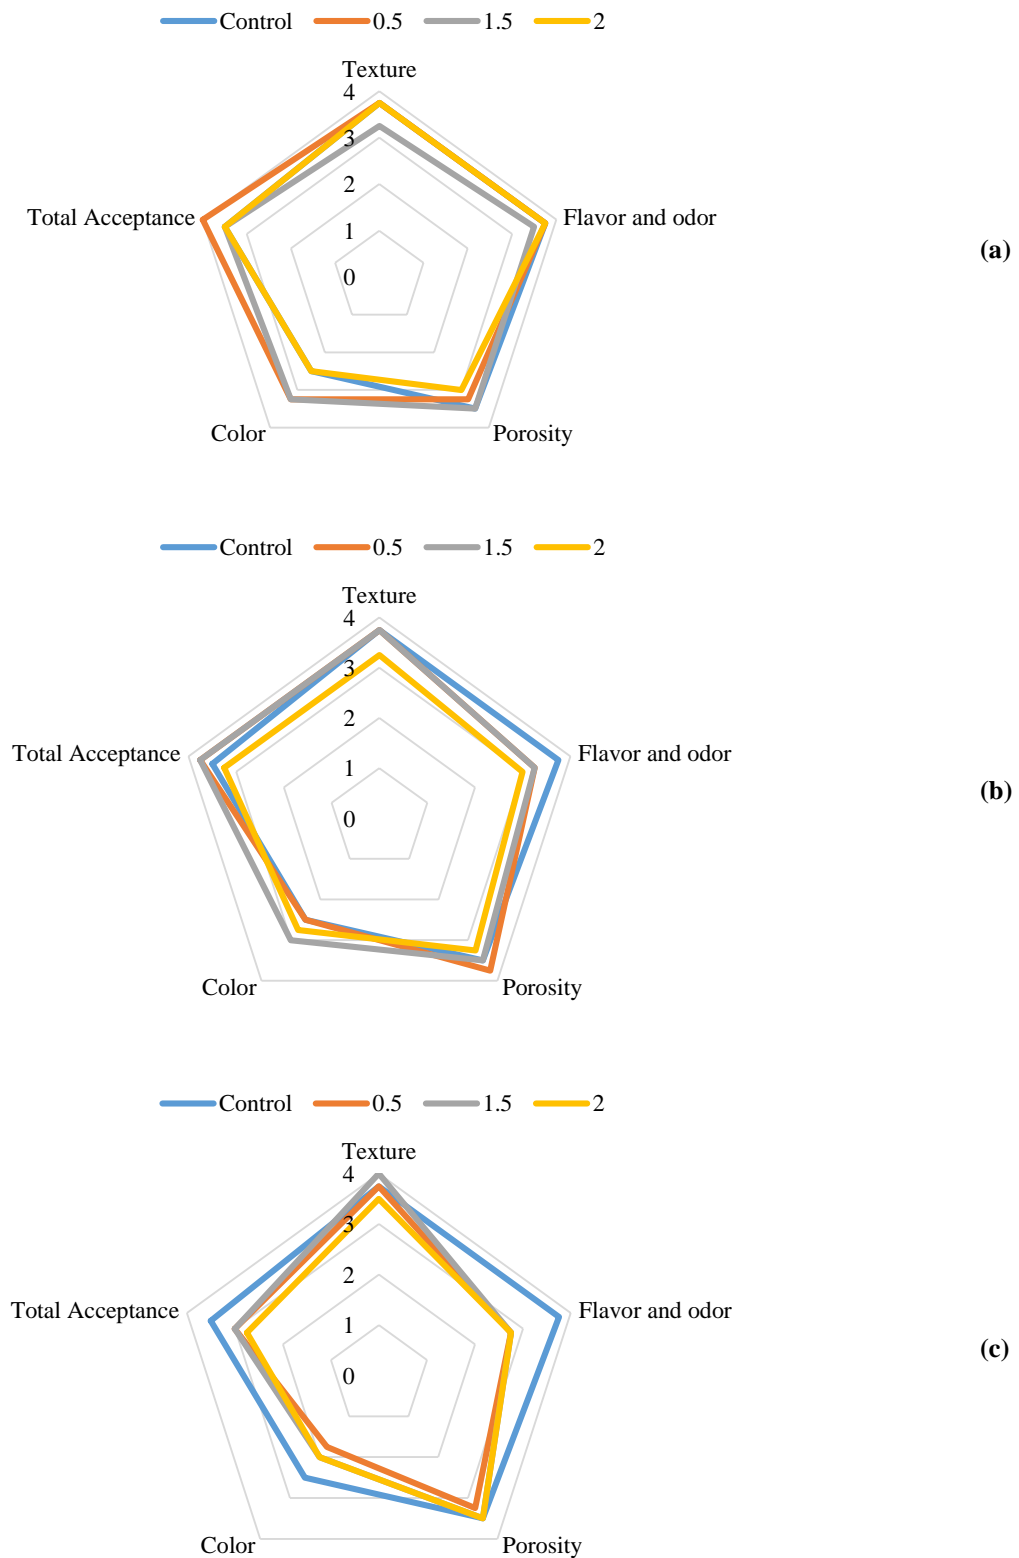 Control 0.5 1.5 2
Texture
4
3
2
1
0
Total Acceptance
Flavor and odor
(a)
Color
Porosity
Control 0.5 1.5 2
Texture
4
3
2
1
0
Total Acceptance
Flavor and odor
(b)
Color
Porosity
Control 0.5 1.5 2
Texture
4
3
2
1
0
Total Acceptance
Flavor and odor
(c)
Color
Porosity